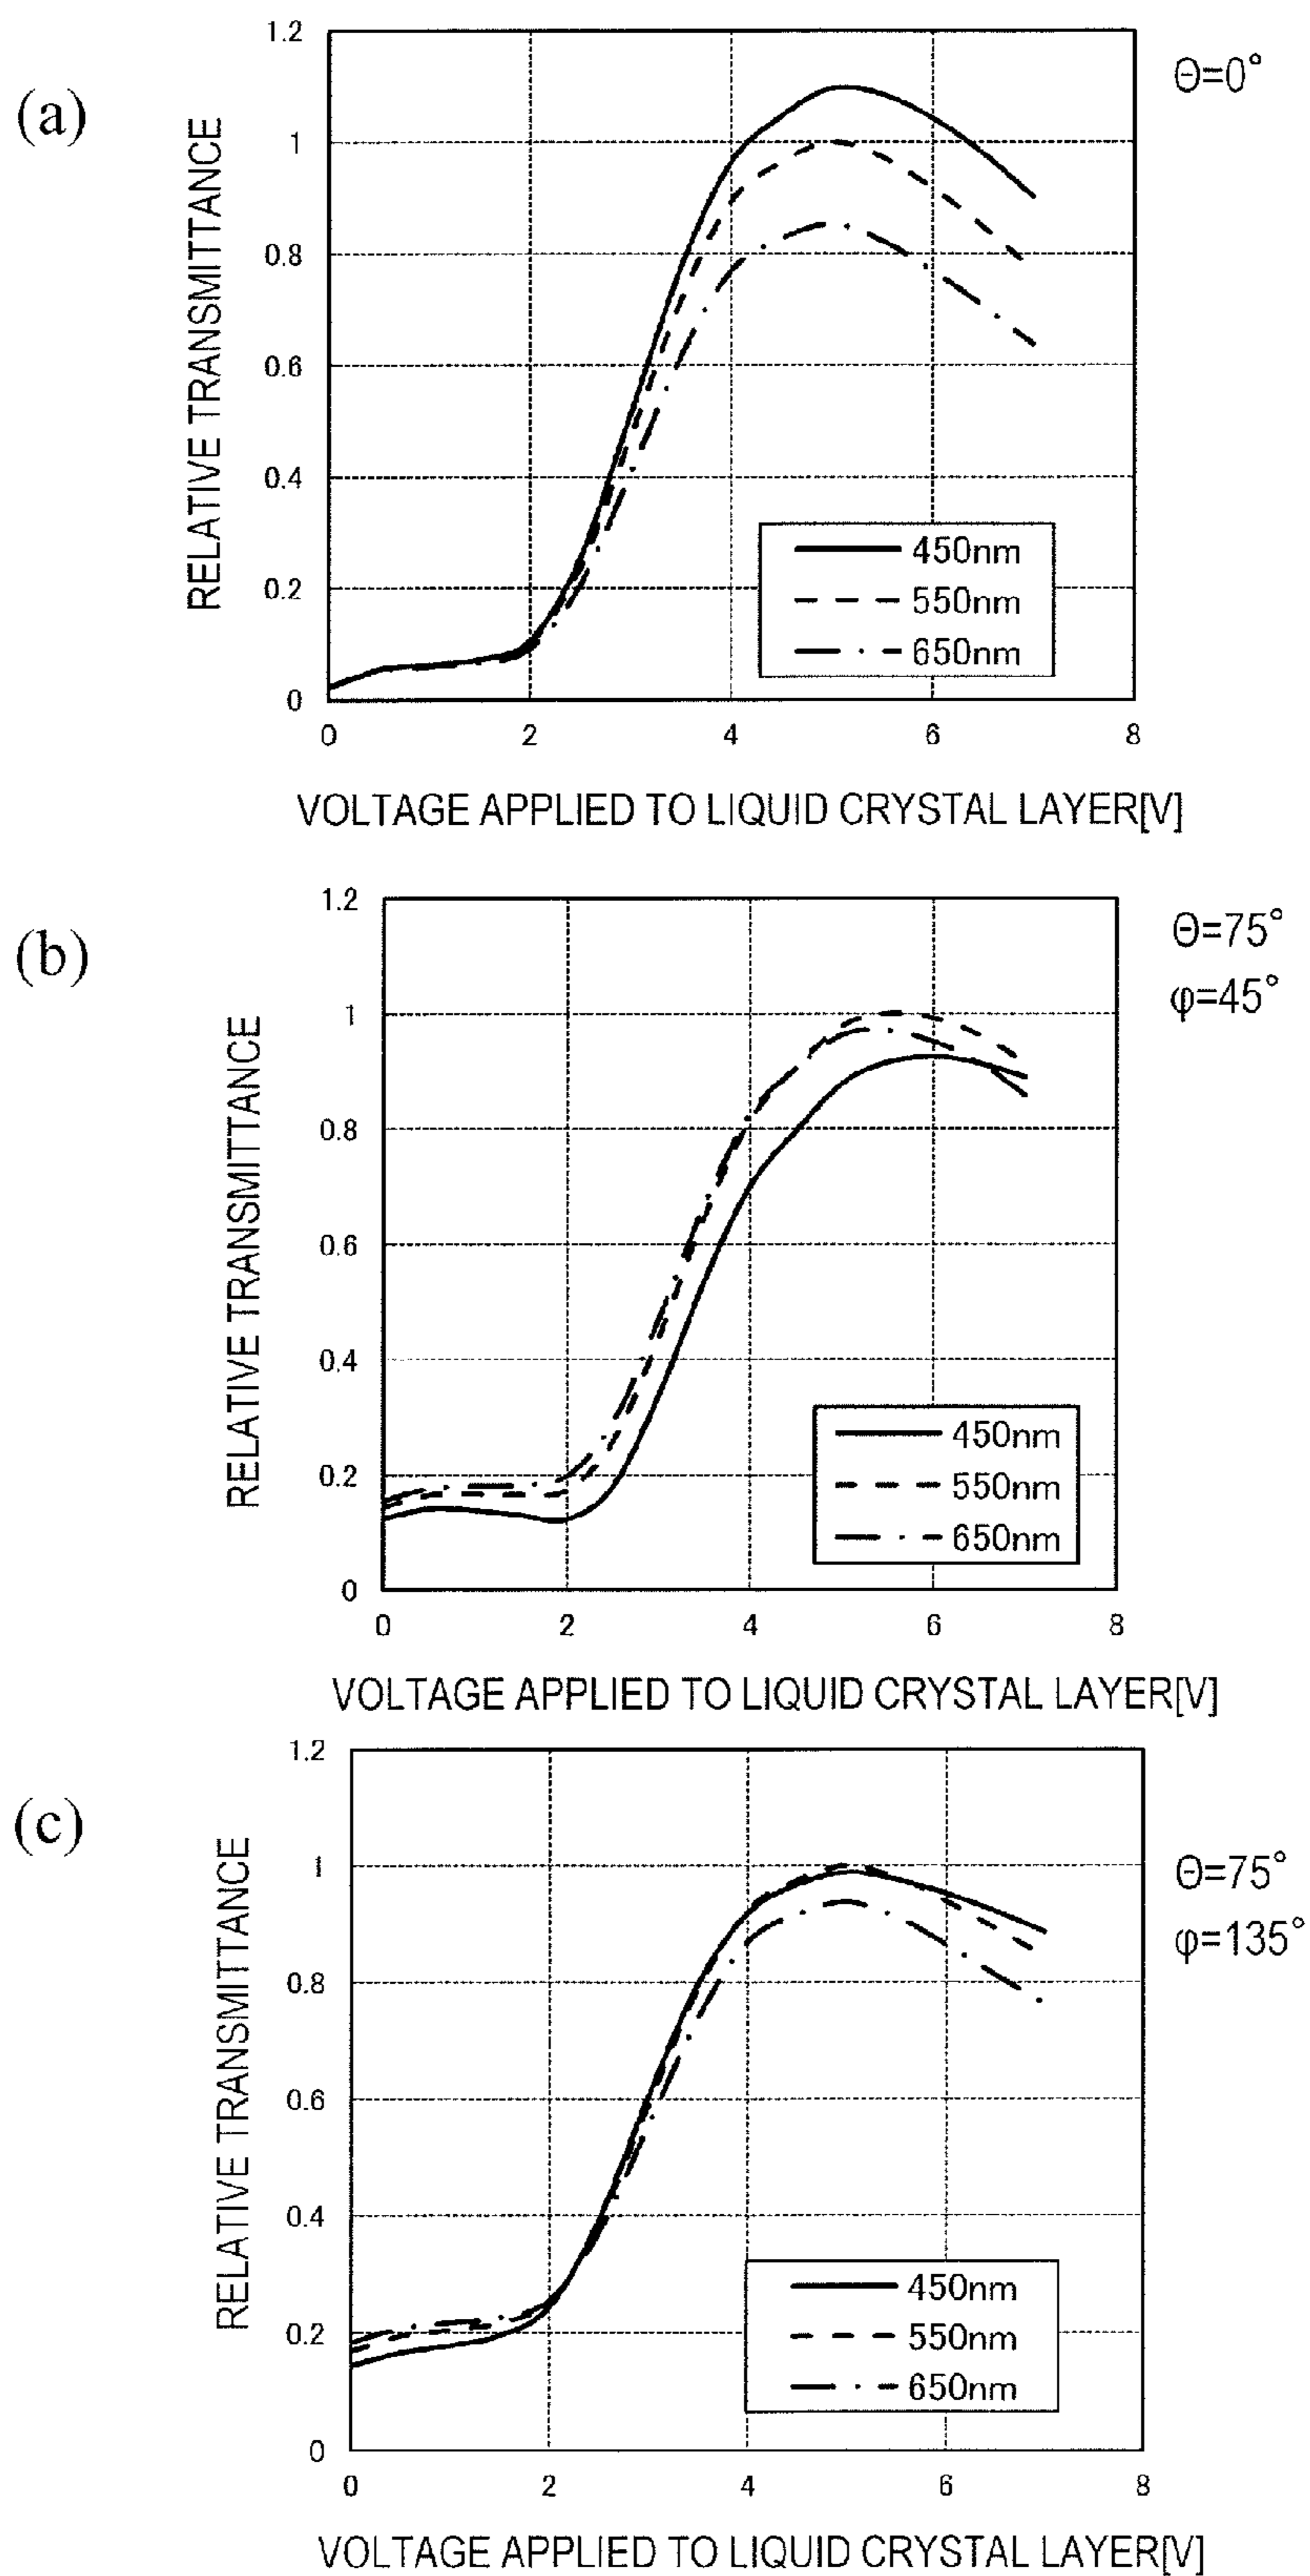 (a)
θ=0°
RELATIVE TRANSMITTANCE
1.2
1
0.8
0.6
0.4
0.2
0
450nm
550nm
650nm
0 2 4 6 8
VOLTAGE APPLIED TO LIQUID CRYSTAL LAYER[V]
(b)
θ=75°
φ=45°
RELATIVE TRANSMITTANCE
1.2
1
0.8
0.6
0.4
0.2
0
450nm
550nm
650nm
0 2 4 6 8
VOLTAGE APPLIED TO LIQUID CRYSTAL LAYER[V]
(c)
θ=75°
φ=135°
RELATIVE TRANSMITTANCE
1.2
1
0.8
0.6
0.4
0.2
0
450nm
550nm
650nm
0 2 4 6 8
VOLTAGE APPLIED TO LIQUID CRYSTAL LAYER[V]